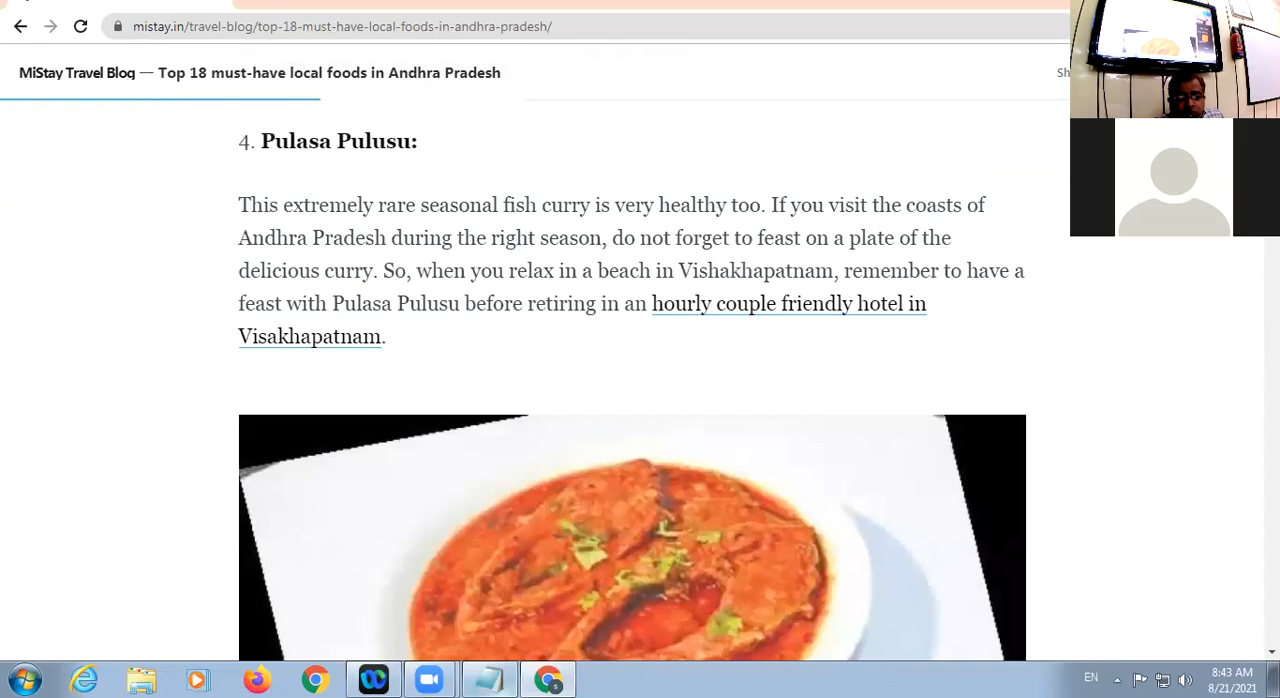 mistay.in/travel-blog/top-18-must-have-local-foods-in-andhra-pradesh/
MiStay Travel Blog — Top 18 must-have local foods in Andhra Pradesh
Sh
4. Pulasa Pulusu:
This extremely rare seasonal fish curry is very healthy too. If you visit the coasts of
Andhra Pradesh during the right season, do not forget to feast on a plate of the
delicious curry. So, when you relax in a beach in Vishakhapatnam, remember to have a
feast with Pulasa Pulusu before retiring in an hourly couple friendly hotel in
Visakhapatnam.
EN
8:43 AM
8/21/2021